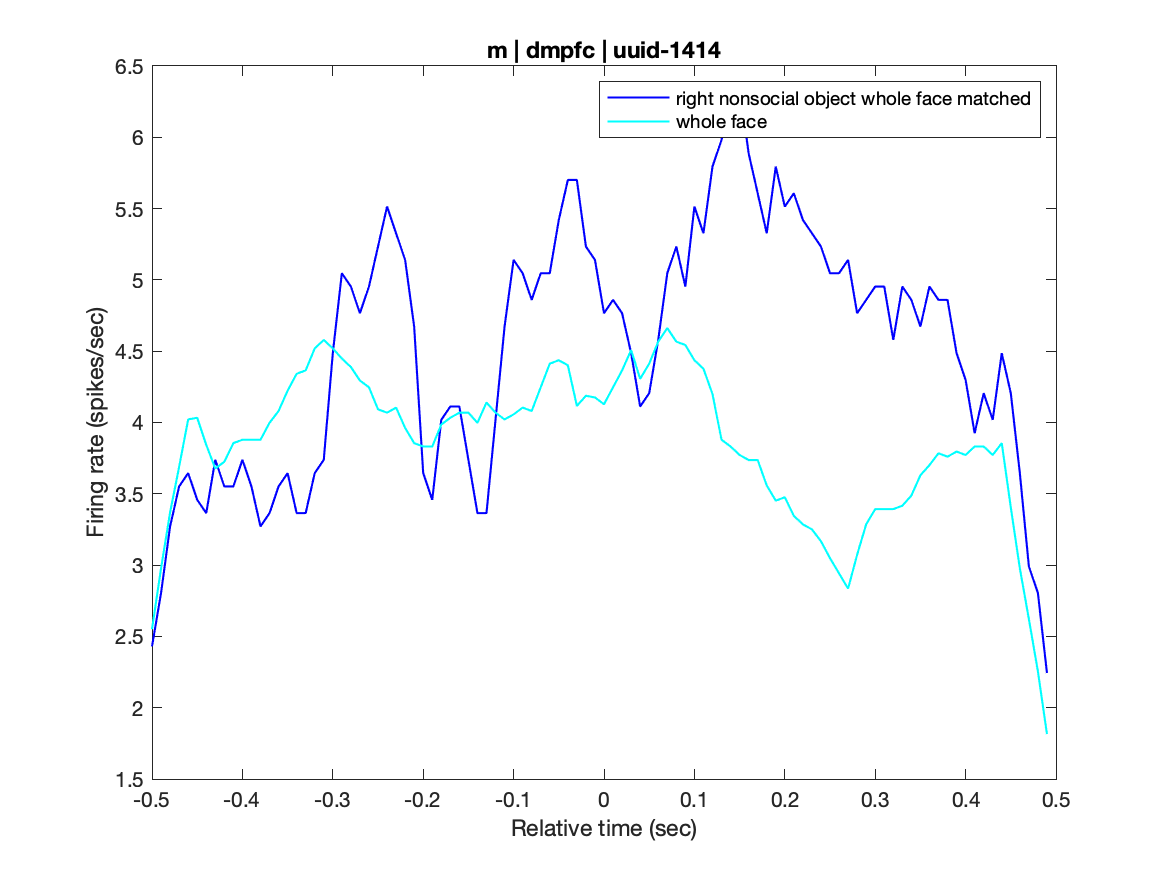 m | dmpfc | uuid-1414
right nonsocial object whole face matched
whole face
Firing rate (spikes/sec)
6.5
6
5.5
5
4.5
4
3.5
3
2.5
2
1.5
-0.5 -0.4 -0.3 -0.2 -0.1 0 0.1 0.2 0.3 0.4 0.5
Relative time (sec)